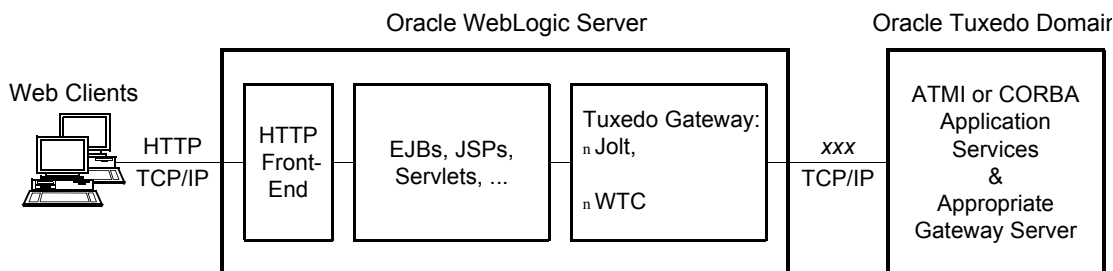 Oracle WebLogic Server
Oracle Tuxedo Domain
Web Clients
HTTP
TCP/IP
HTTP
Front-
End
EJBs, JSPs,
Servlets, ...
Tuxedo Gateway:
n Jolt,
n WTC
xxx
TCP/IP
ATMI or CORBA
Application
Services
&
Appropriate
Gateway Server